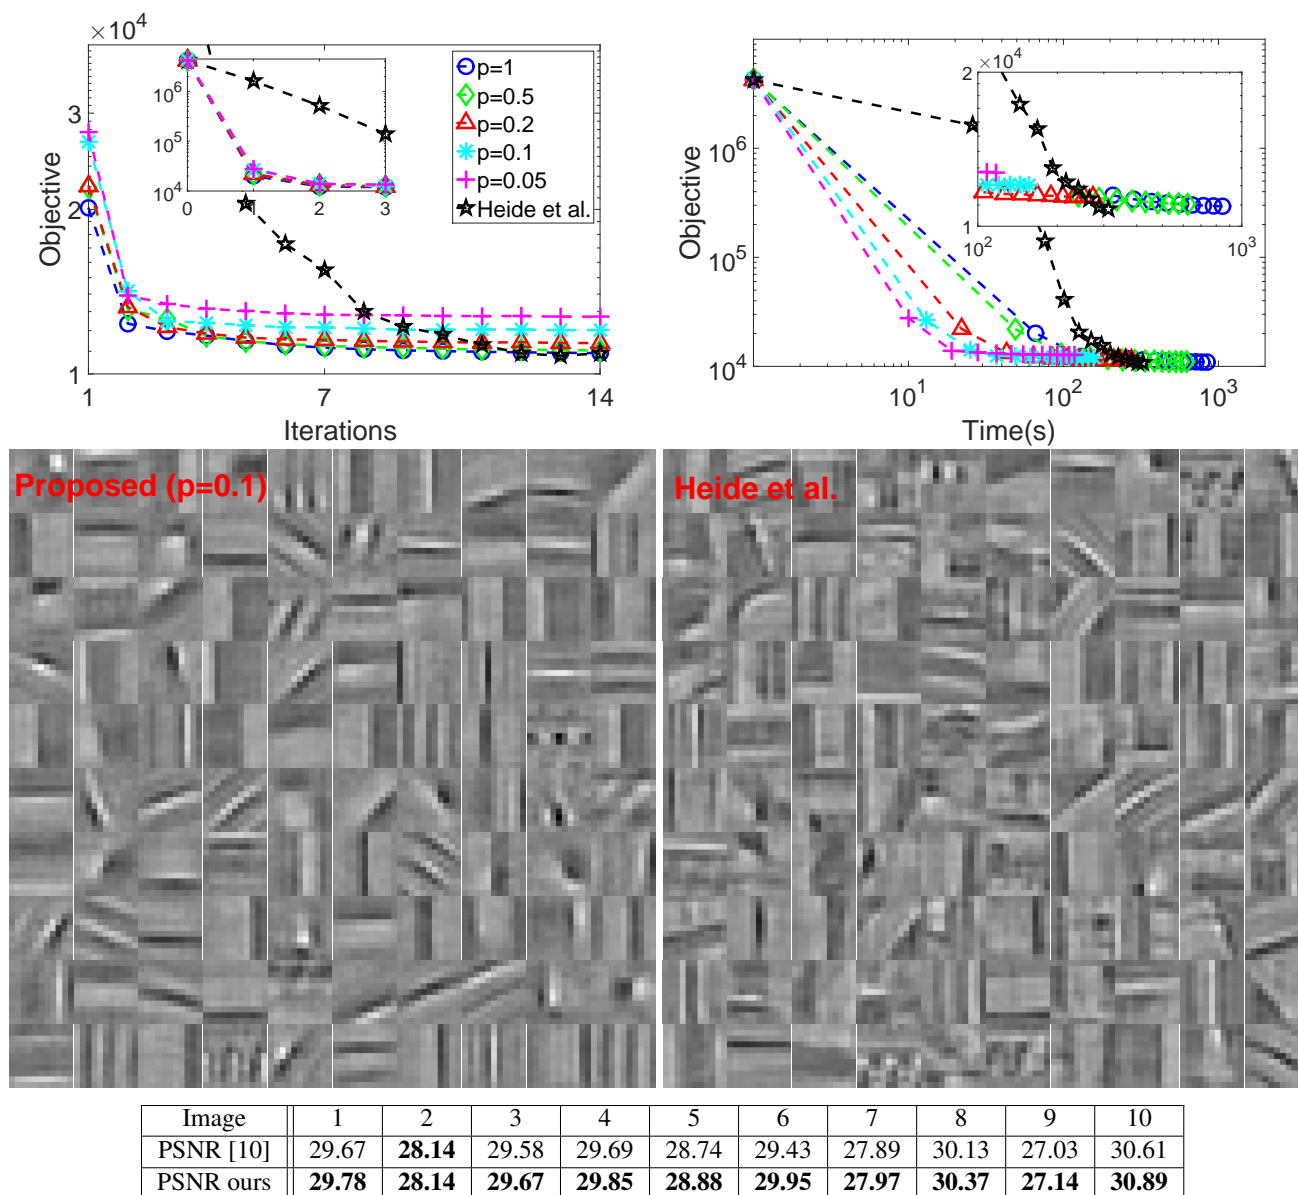 ×10^4
3
2
1
Objective
1
7
14
Iterations
10^6
10^5
10^4
0
1
2
3
p=1
p=0.5
p=0.2
p=0.1
p=0.05
Heide et al.
Objective
10^6
10^5
10^4
10^1
10^2
10^3
Time(s)
2
×10^4
1
10^2
10^3
Proposed (p=0.1)
Heide et al.
Image 1 2 3 4 5 6 7 8 9 10
PSNR [10] 29.67 28.14 29.58 29.69 28.74 29.43 27.89 30.13 27.03 30.61
PSNR ours 29.78 28.14 29.67 29.85 28.88 29.95 27.97 30.37 27.14 30.89